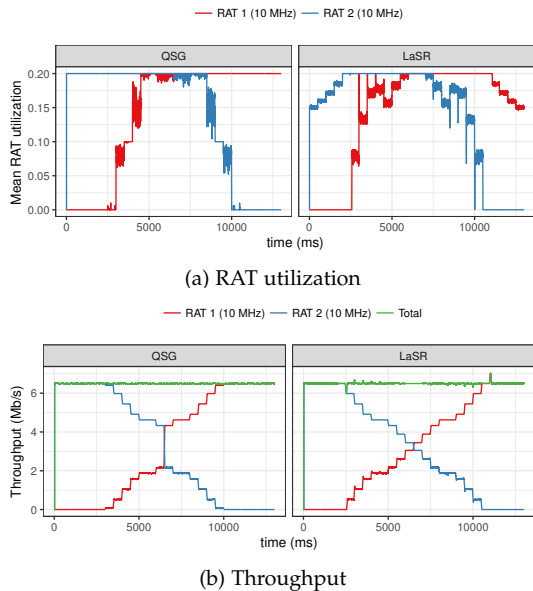 RAT 1 (10 MHz) RAT 2 (10 MHz)
QSG LaSR
Mean RAT utilization
0.20
0.15
0.10
0.05
0.00
0 5000 10000 0 5000 10000
time (ms)
(a) RAT utilization
RAT 1 (10 MHz) RAT 2 (10 MHz) Total
QSG LaSR
Throughput (Mb/s)
6
4
2
0
0 5000 10000 0 5000 10000
time (ms)
(b) Throughput